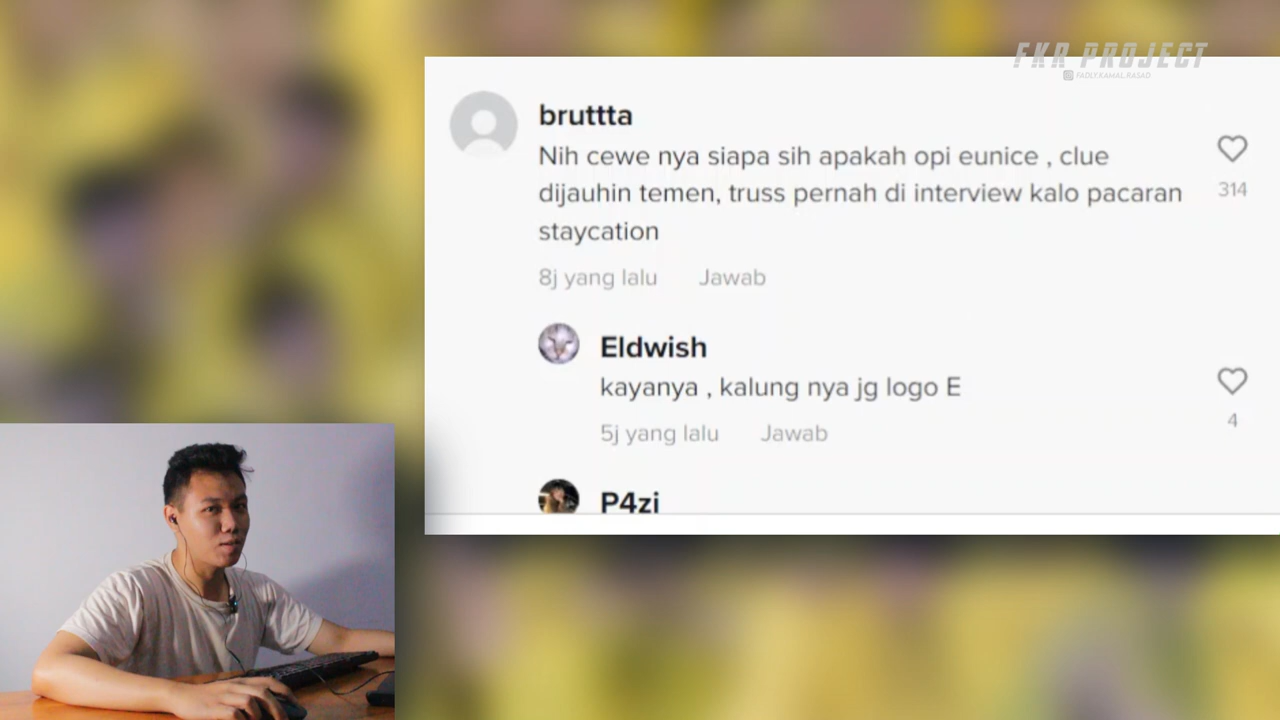 FKR PROJECT
FADLY.KAMAL.RASAD
bruttta
Nih cewe nya siapa sih apakah opi eunice , clue
dijauhin temen, truss pernah di interview kalo pacaran
staycation
314
8j yang lalu Jawab
Eldwish
kayanya , kalung nya jg logo E
4
5j yang lalu Jawab
P4zi